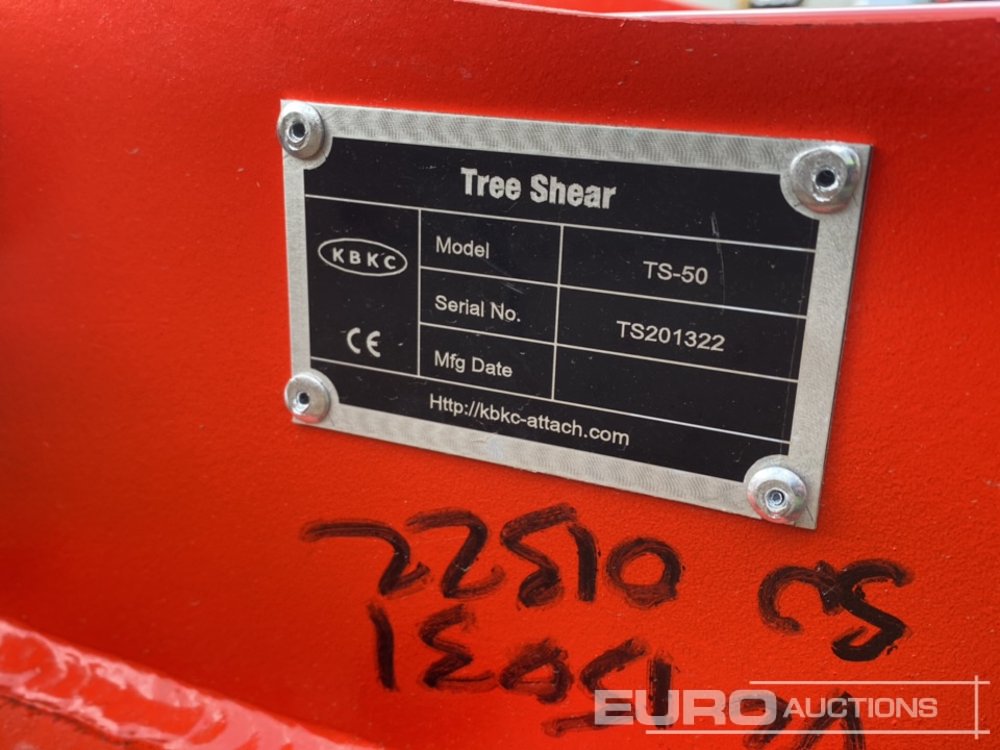 Tree Shear
KBKC
CE
Model TS-50
Serial No. TS201322
Mfg Date
Http://kbkc-attach.com
22510
EURO AUCTIONS